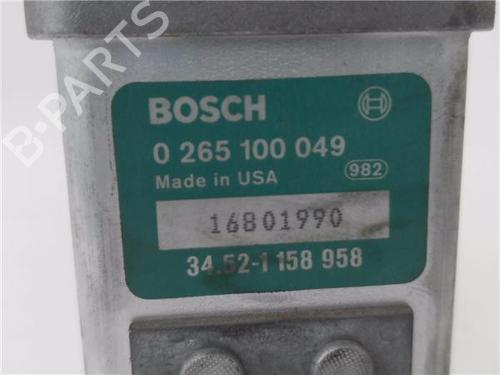 B-PARTS
BOSCH
0 265 100 049
Made in USA 982
16801990
34.52-1 158 958